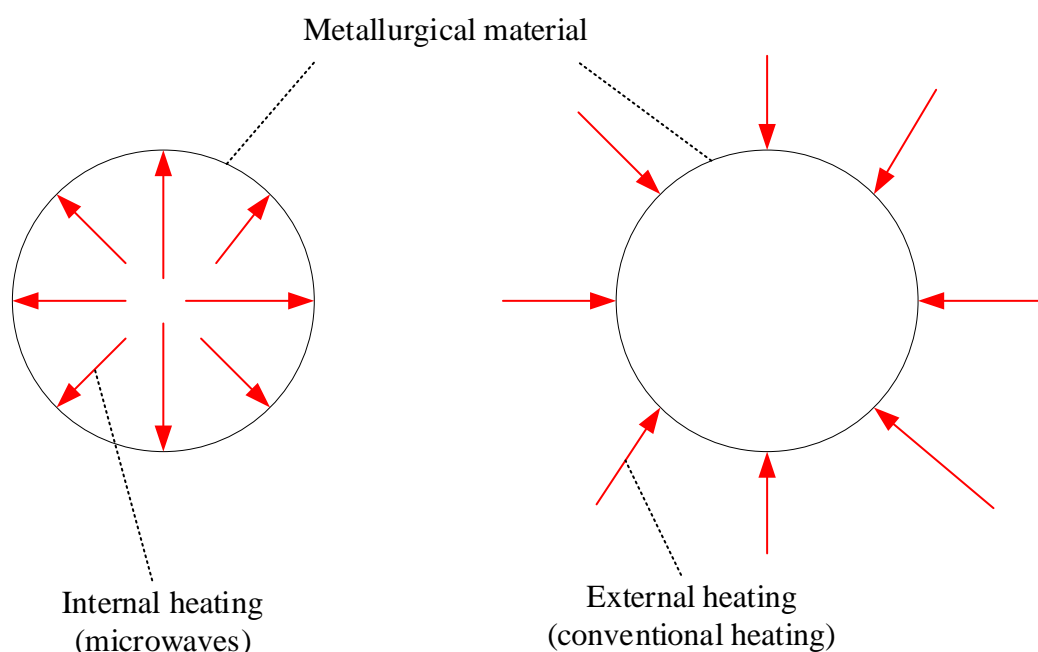 Metallurgical material
Internal heating
(microwaves)
External heating
(conventional heating)